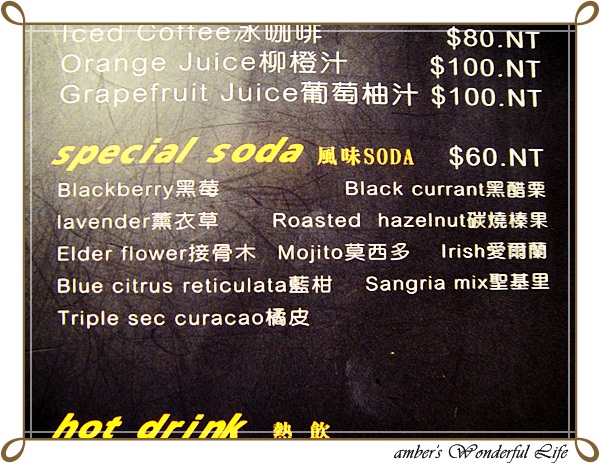 Iced Coffee冰咖啡 $80.NT
Orange Juice柳橙汁 $100.NT
Grapefruit Juice葡萄柚汁 $100.NT
special soda 風味SODA $60.NT
Blackberry黑莓 Black currant黑醋栗
lavender薰衣草 Roasted hazelnut碳燒榛果
Elder flower接骨木 Mojito莫西多 Irish愛爾蘭
Blue citrus reticulata藍柑 Sangria mix聖基里
Triple sec curacao橘皮
hot drink 熱飲
amber's Wonderful Life